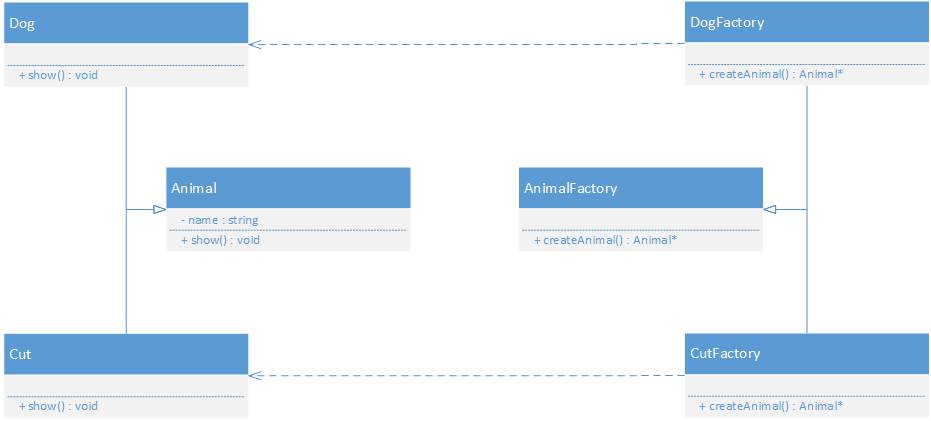 Dog
+ show() : void
DogFactory
+ createAnimal() : Animal*
Animal
- name : string
+ show() : void
AnimalFactory
+ createAnimal() : Animal*
Cut
+ show() : void
CutFactory
+ createAnimal() : Animal*